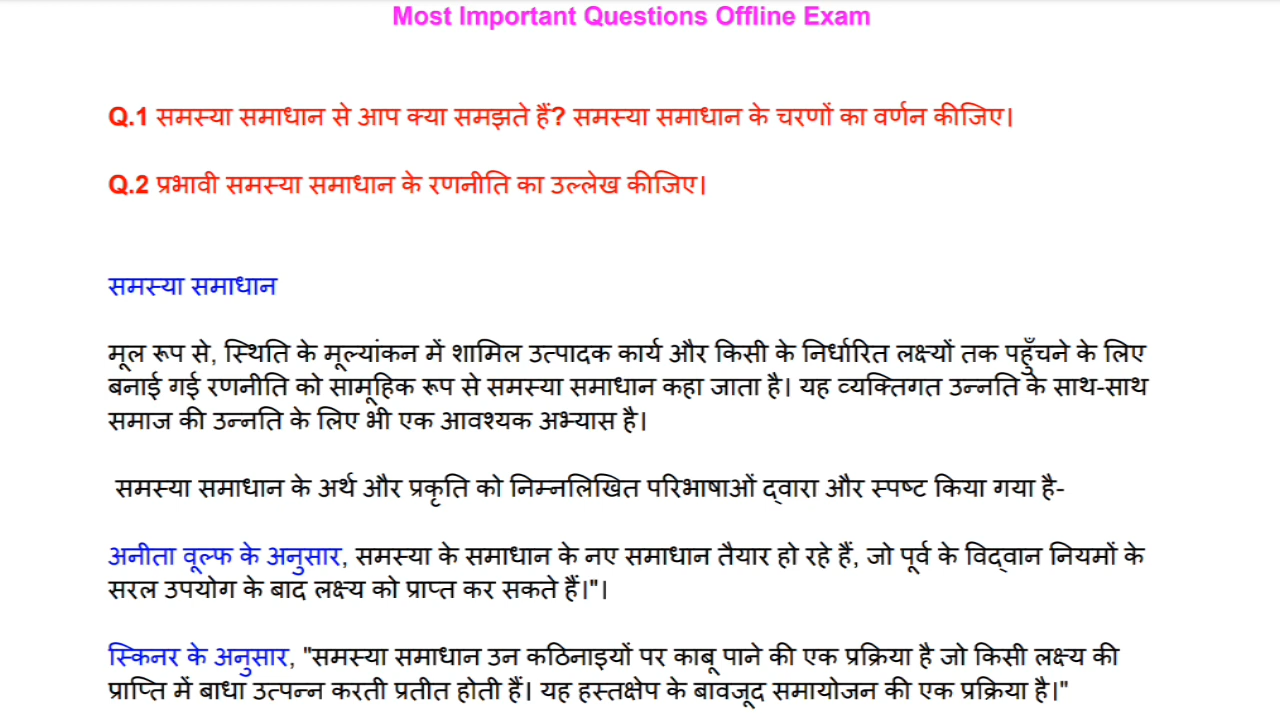 Most Important Questions Offline Exam
Q.1 समस्या समाधान से आप क्या समझते हैं? समस्या समाधान के चरणों का वर्णन कीजिए।
Q.2 प्रभावी समस्या समाधान के रणनीति का उल्लेख कीजिए।
समस्या समाधान
मूल रूप से, स्थिति के मूल्यांकन में शामिल उत्पादक कार्य और किसी के निर्धारित लक्ष्यों तक पहुँचने के लिए
बनाई गई रणनीति को सामूहिक रूप से समस्या समाधान कहा जाता है। यह व्यक्तिगत उन्नति के साथ-साथ
समाज की उन्नति के लिए भी एक आवश्यक अभ्यास है।
समस्या समाधान के अर्थ और प्रकृति को निम्नलिखित परिभाषाओं द्वारा और स्पष्ट किया गया है-
अनीता वूल्फ के अनुसार, समस्या के समाधान के नए समाधान तैयार हो रहे हैं, जो पूर्व के विद्वान नियमों के
सरल उपयोग के बाद लक्ष्य को प्राप्त कर सकते हैं।"।
स्किनर के अनुसार, "समस्या समाधान उन कठिनाइयों पर काबू पाने की एक प्रक्रिया है जो किसी लक्ष्य की
प्राप्ति में बाधा उत्पन्न करती प्रतीत होती हैं। यह हस्तक्षेप के बावजूद समायोजन की एक प्रक्रिया है।"